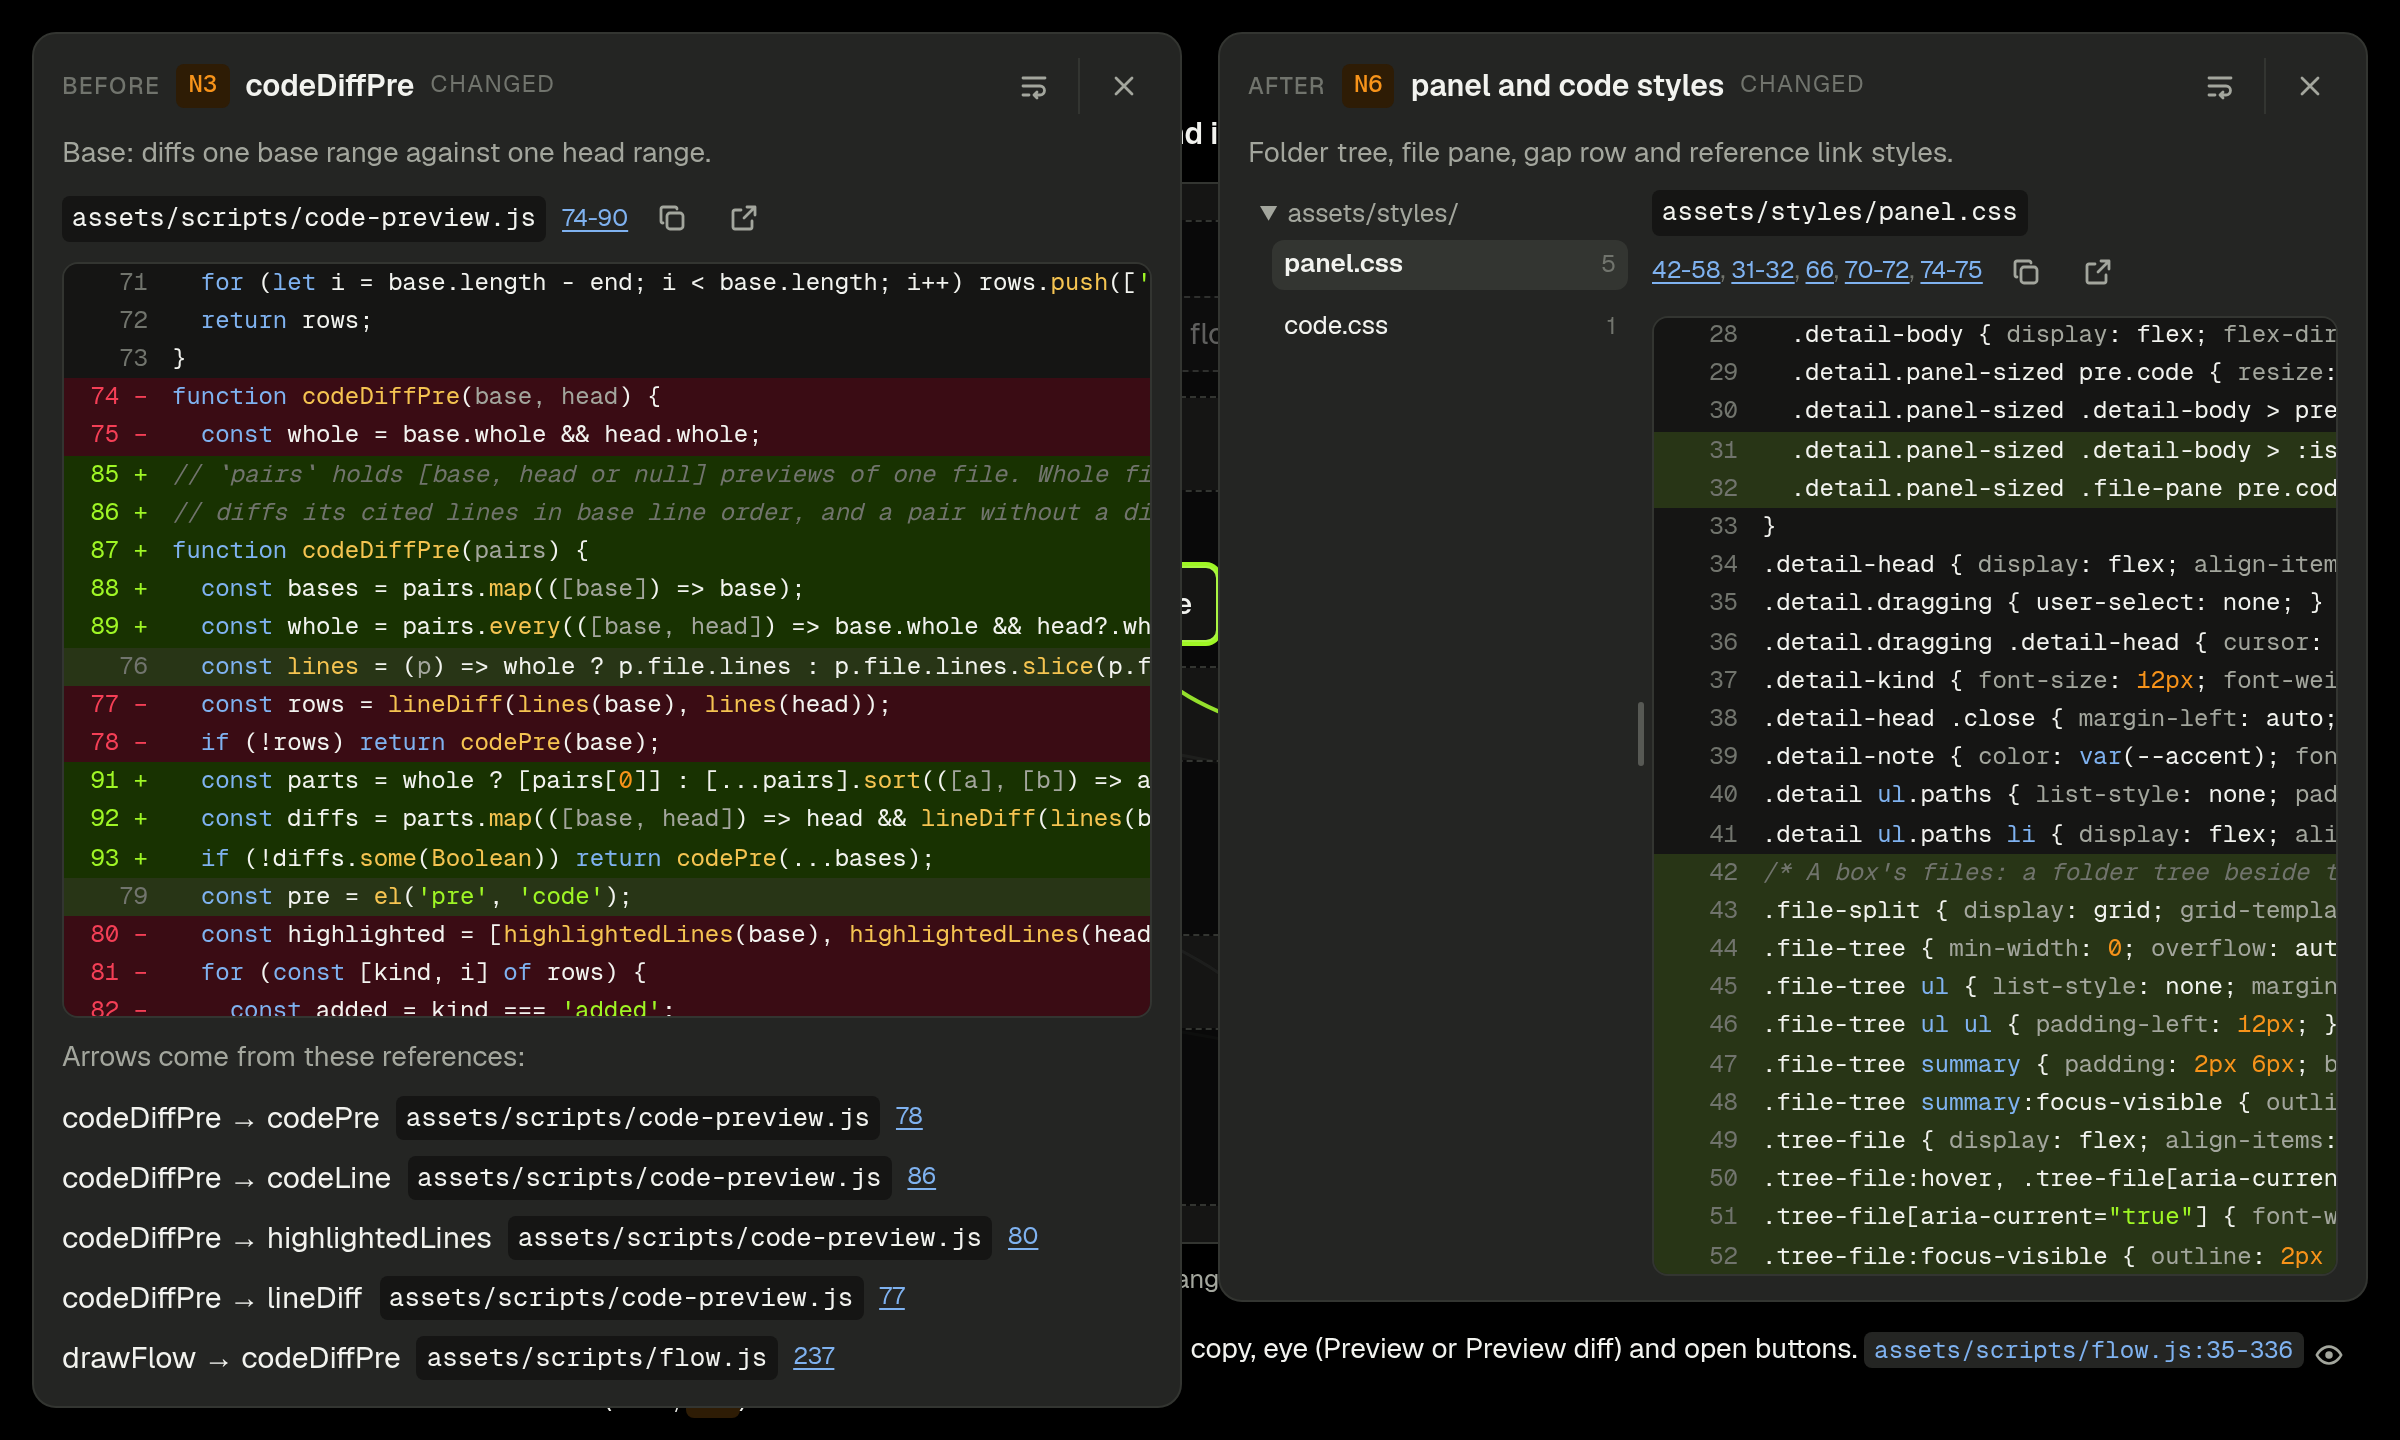 BEFORE N3 codeDiffPre CHANGED
Base: diffs one base range against one head range.
assets/scripts/code-preview.js 74-90
71 for (let i = base.length - end; i < base.length; i++) rows.push(['
72 return rows;
73 }
74 - function codeDiffPre(base, head) {
75 - const whole = base.whole && head.whole;
85 + // `pairs` holds [base, head or null] previews of one file. Whole fi
86 + // diffs its cited lines in base line order, and a pair without a di
87 + function codeDiffPre(pairs) {
88 + const bases = pairs.map(([base]) => base);
89 + const whole = pairs.every(([base, head]) => base.whole && head?.wh
76 const lines = (p) => whole ? p.file.lines : p.file.lines.slice(p.f
77 - const rows = lineDiff(lines(base), lines(head));
78 - if (!rows) return codePre(base);
91 + const parts = whole ? [pairs[0]] : [...pairs].sort(([a], [b]) => a
92 + const diffs = parts.map(([base, head]) => head && lineDiff(lines(b
93 + if (!diffs.some(Boolean)) return codePre(...bases);
79 const pre = el('pre', 'code');
80 - const highlighted = [highlightedLines(base), highlightedLines(head
81 - for (const [kind, i] of rows) {
82 - const added = kind === 'added';
Arrows come from these references:
codeDiffPre → codePre assets/scripts/code-preview.js 78
codeDiffPre → codeLine assets/scripts/code-preview.js 86
codeDiffPre → highlightedLines assets/scripts/code-preview.js 80
codeDiffPre → lineDiff assets/scripts/code-preview.js 77
drawFlow → codeDiffPre assets/scripts/flow.js 237
AFTER N6 panel and code styles CHANGED
Folder tree, file pane, gap row and reference link styles.
▼ assets/styles/
panel.css 5
code.css 1
assets/styles/panel.css
42-58, 31-32, 66, 70-72, 74-75
28 .detail-body { display: flex; flex-dir
29 .detail.panel-sized pre.code { resize:
30 .detail.panel-sized .detail-body > pre
31 .detail.panel-sized .detail-body > :is
32 .detail.panel-sized .file-pane pre.cod
33 }
34 .detail-head { display: flex; align-item
35 .detail.dragging { user-select: none; }
36 .detail.dragging .detail-head { cursor:
37 .detail-kind { font-size: 12px; font-wei
38 .detail-head .close { margin-left: auto;
39 .detail-note { color: var(--accent); fon
40 .detail ul.paths { list-style: none; pad
41 .detail ul.paths li { display: flex; ali
42 /* A box's files: a folder tree beside t
43 .file-split { display: grid; grid-templa
44 .file-tree { min-width: 0; overflow: aut
45 .file-tree ul { list-style: none; margin
46 .file-tree ul ul { padding-left: 12px; }
47 .file-tree summary { padding: 2px 6px; b
48 .file-tree summary:focus-visible { outli
49 .tree-file { display: flex; align-items:
50 .tree-file:hover, .tree-file[aria-curren
51 .tree-file[aria-current="true"] { font-w
52 .tree-file:focus-visible { outline: 2px
copy, eye (Preview or Preview diff) and open buttons. assets/scripts/flow.js:35-336